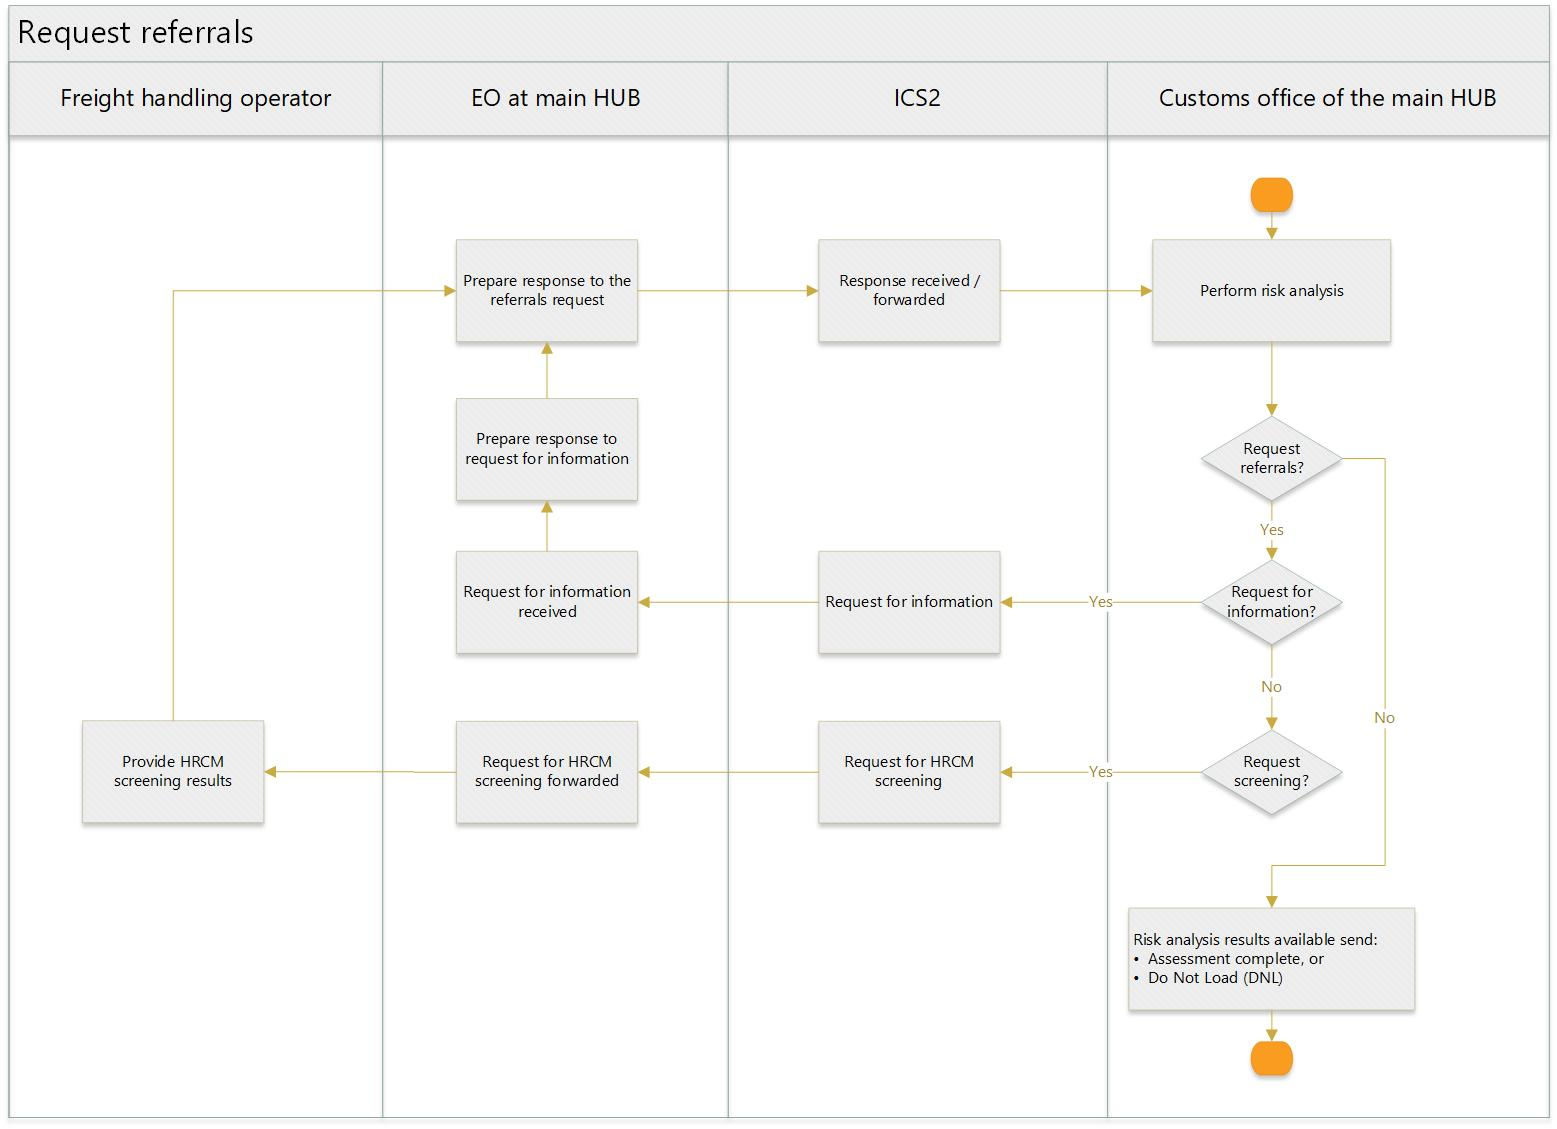 Request referrals
Freight handling operator
EO at main HUB
ICS2
Customs office of the main HUB
Prepare response to the
referrals request
Response received /
forwarded
Perform risk analysis
Prepare response to
request for information
Request
referrals?
Yes
Request for information
received
Request for information
Yes
Request for
information?
No
No
Provide HRCM
screening results
Request for HRCM
screening forwarded
Request for HRCM
screening
Yes
Request
screening?
Risk analysis results available send:
• Assessment complete, or
• Do Not Load (DNL)